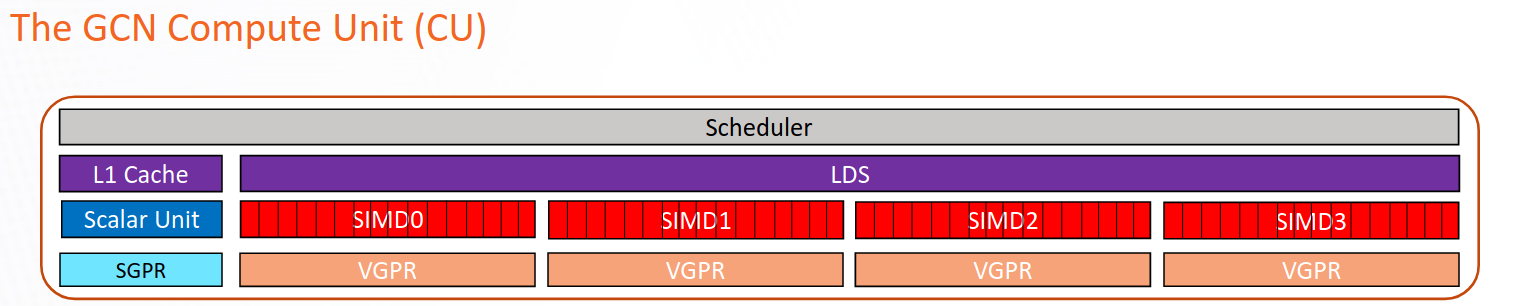 The GCN Compute Unit (CU)
Scheduler
L1 Cache LDS
Scalar Unit SIMD0 SIMD1 SIMD2 SIMD3
SGPR VGPR VGPR VGPR VGPR